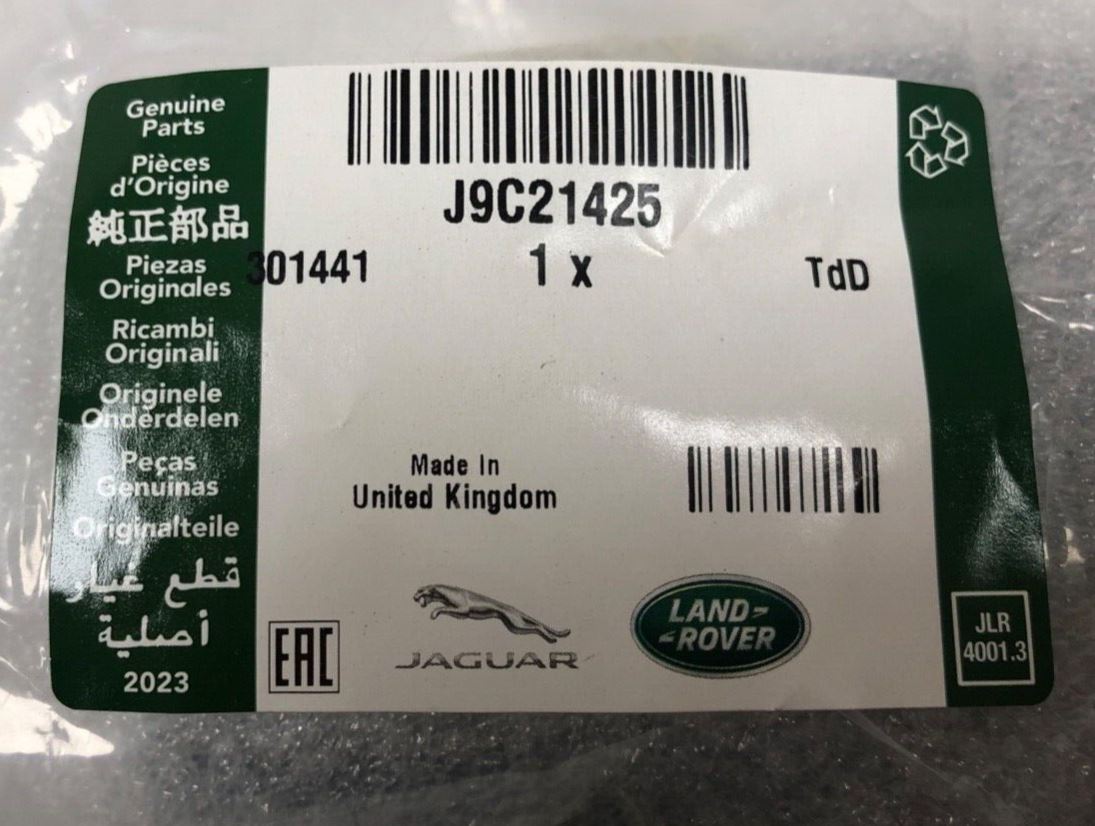 Genuine
Parts
Pièces
d'Origine
純正部品
Piezas
Originales
Ricambi
Originali
Originele
Onderdelen
Peças
Genuinas
Originalteile
قطع غيار
أصلية
2023
J9C21425
301441 1 x TdD
Made In
United Kingdom
EAC
JAGUAR
LAND-
-ROVER
JLR
4001.3